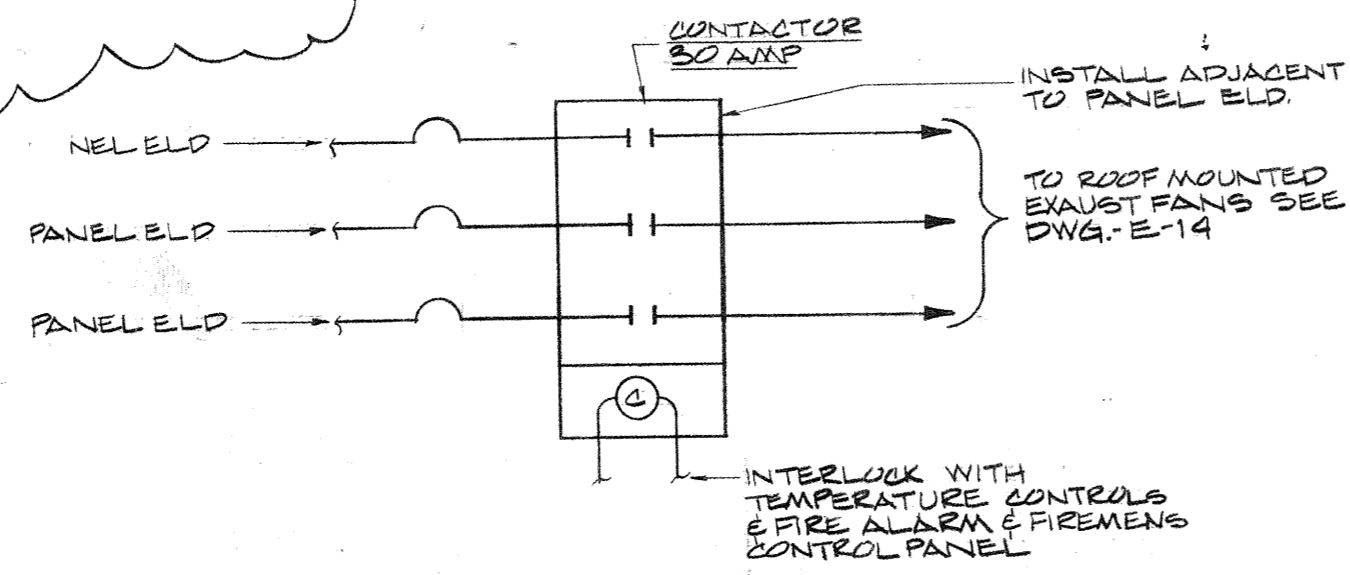 CONTACTOR
30 AMP
INSTALL ADJACENT
TO PANEL ELD.
NEL ELD
PANEL ELD
PANEL ELD
TO ROOF MOUNTED
EXAUST FANS SEE
DWG.-E-14
C
INTERLOCK WITH
TEMPERATURE CONTROLS
& FIRE ALARM & FIREMENS
CONTROL PANEL